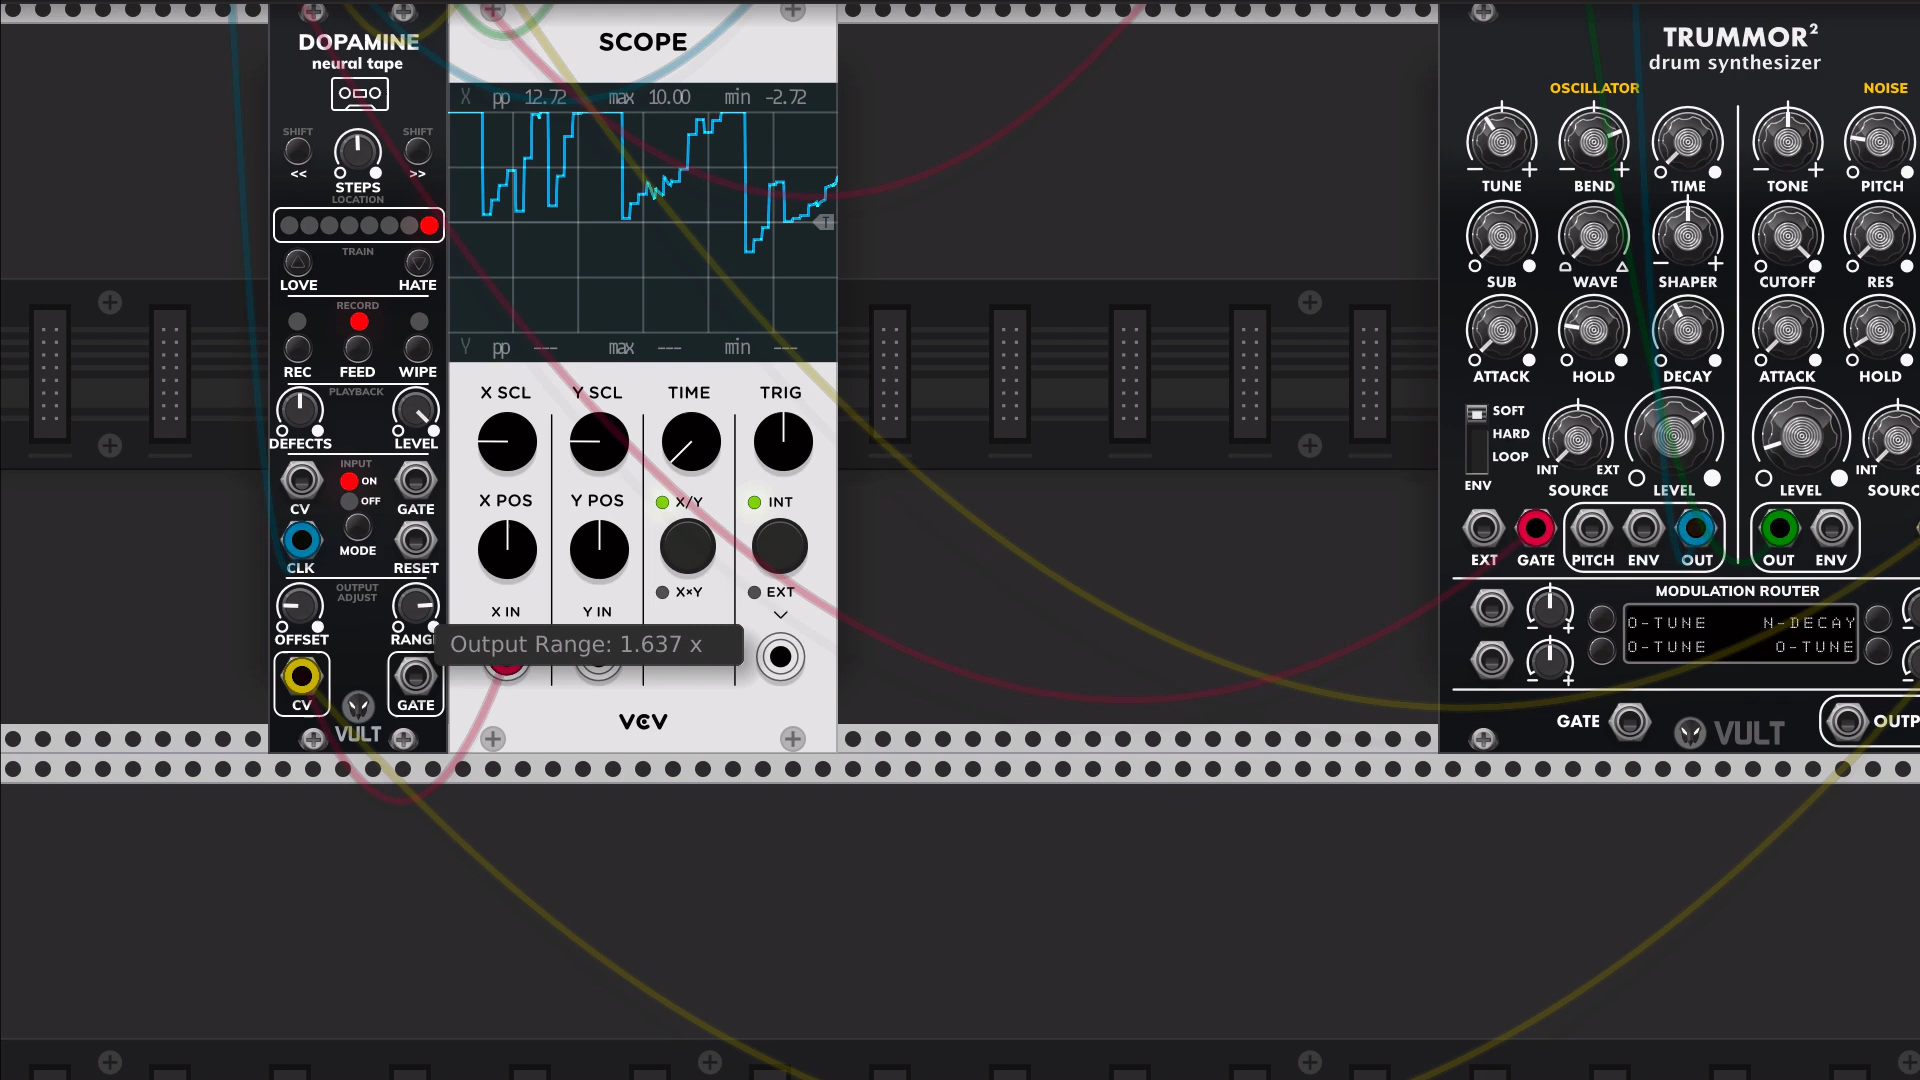 DOPAMINE
neural tape
SHIFT SHIFT
<< >>
STEPS
LOCATION
TRAIN
LOVE HATE
RECORD
REC FEED WIPE
PLAYBACK
DEFECTS LEVEL
INPUT
ON
OFF
CV GATE
MODE
CLK RESET
OUTPUT
ADJUST
OFFSET RANG
CV GATE
VULT
SCOPE
X pp 12.72 max 10.00 min -2.72
Y pp --- max --- min ---
T
X SCL Y SCL TIME TRIG
X POS Y POS X/Y INT
X×Y EXT
X IN Y IN
Output Range: 1.637 x
VCV
TRUMMOR²
drum synthesizer
OSCILLATOR NOISE
TUNE BEND TIME TONE PITCH
SUB WAVE SHAPER CUTOFF RES
ATTACK HOLD DECAY ATTACK HOLD
SOFT
HARD
LOOP
ENV
INT EXT INT
SOURCE LEVEL LEVEL SOURC
EXT GATE PITCH ENV OUT OUT ENV
MODULATION ROUTER
O-TUNE N-DECAY
O-TUNE O-TUNE
GATE VULT OUTP